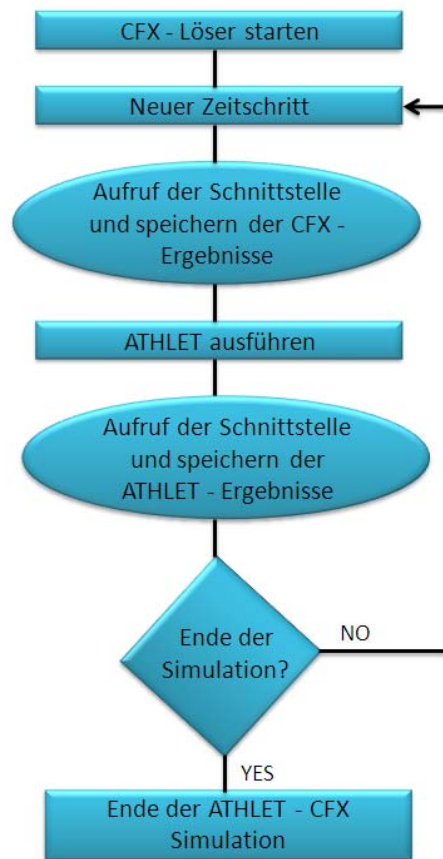 CFX - Löser starten
Neuer Zeitschritt
Aufruf der Schnittstelle
und speichern der CFX -
Ergebnisse
ATHLET ausführen
Aufruf der Schnittstelle
und speichern der
ATHLET - Ergebnisse
Ende der
Simulation?
NO
YES
Ende der ATHLET - CFX
Simulation